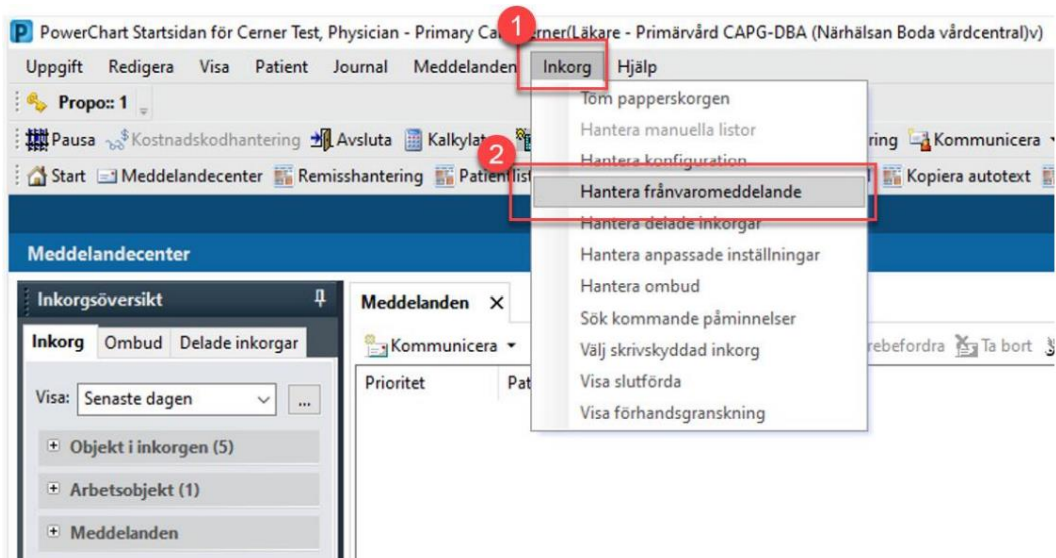 PowerChart Startsidan för Cerner Test, Physician - Primary Ca
1
erner(Läkare - Primärvård CAPG-DBA (Närhälsan Boda vårdcentral)v)
Uppgift Redigera Visa Patient Journal Meddelanden Inkorg Hjälp
Propo:: 1
Töm papperskorgen
Pausa Kostnadskodhantering Avsluta Kalkylat
Hantera manuella listor
ring Kommunicera
2
Hantera konfiguration
Start Meddelandecenter Remisshantering Patientlist
Hantera frånvaromeddelande
Kopiera autotext
Hantera delade inkorgar
Meddelandecenter
Hantera anpassade inställningar
Inkorgsöversikt
Meddelanden
Hantera ombud
Sök kommande påminnelser
Inkorg Ombud Delade inkorgar
Kommunicera
Välj skrivskyddad inkorg
rebefordra Ta bort
Visa: Senaste dagen ...
Prioritet Pat
Visa slutförda
Visa förhandsgranskning
Objekt i inkorgen (5)
Arbetsobjekt (1)
Meddelanden